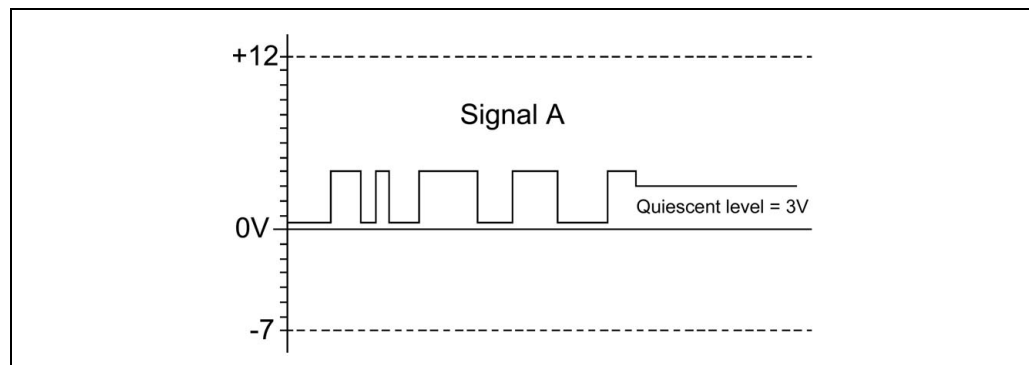 +12
Signal A
Quiescent level = 3V
0V
-7